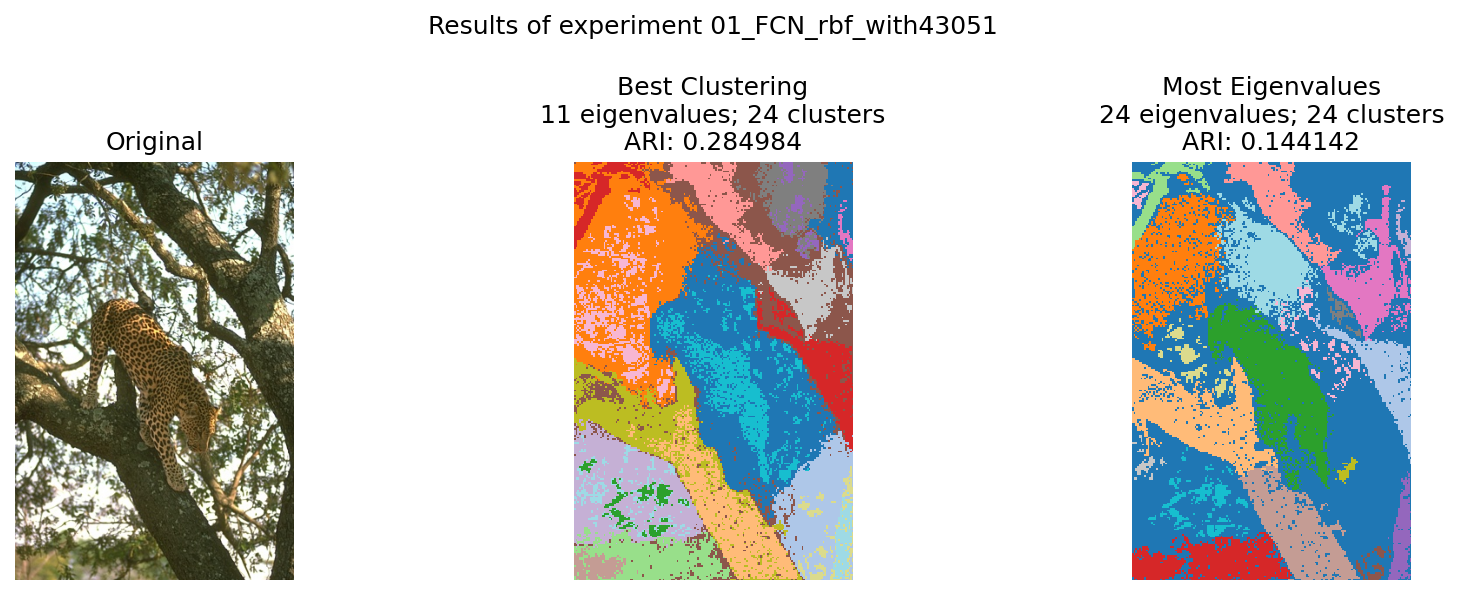 Results of experiment 01_FCN_rbf_with43051
Original
Best Clustering
11 eigenvalues; 24 clusters
ARI: 0.284984
Most Eigenvalues
24 eigenvalues; 24 clusters
ARI: 0.144142